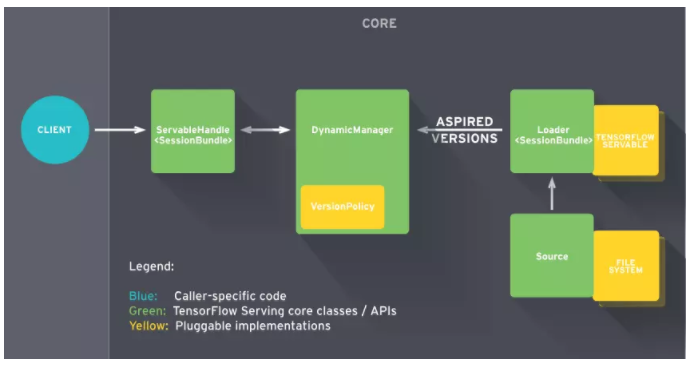 CORE
CLIENT
ServableHandle
<SessionBundle>
DynamicManager
VersionPolicy
ASPIRED
VERSIONS
Loader
<SessionBundle>
TENSORFLOW
SERVABLE
Source
FILE
SYSTEM
Legend:
Blue: Caller-specific code
Green: TensorFlow Serving core classes / APIs
Yellow: Pluggable implementations